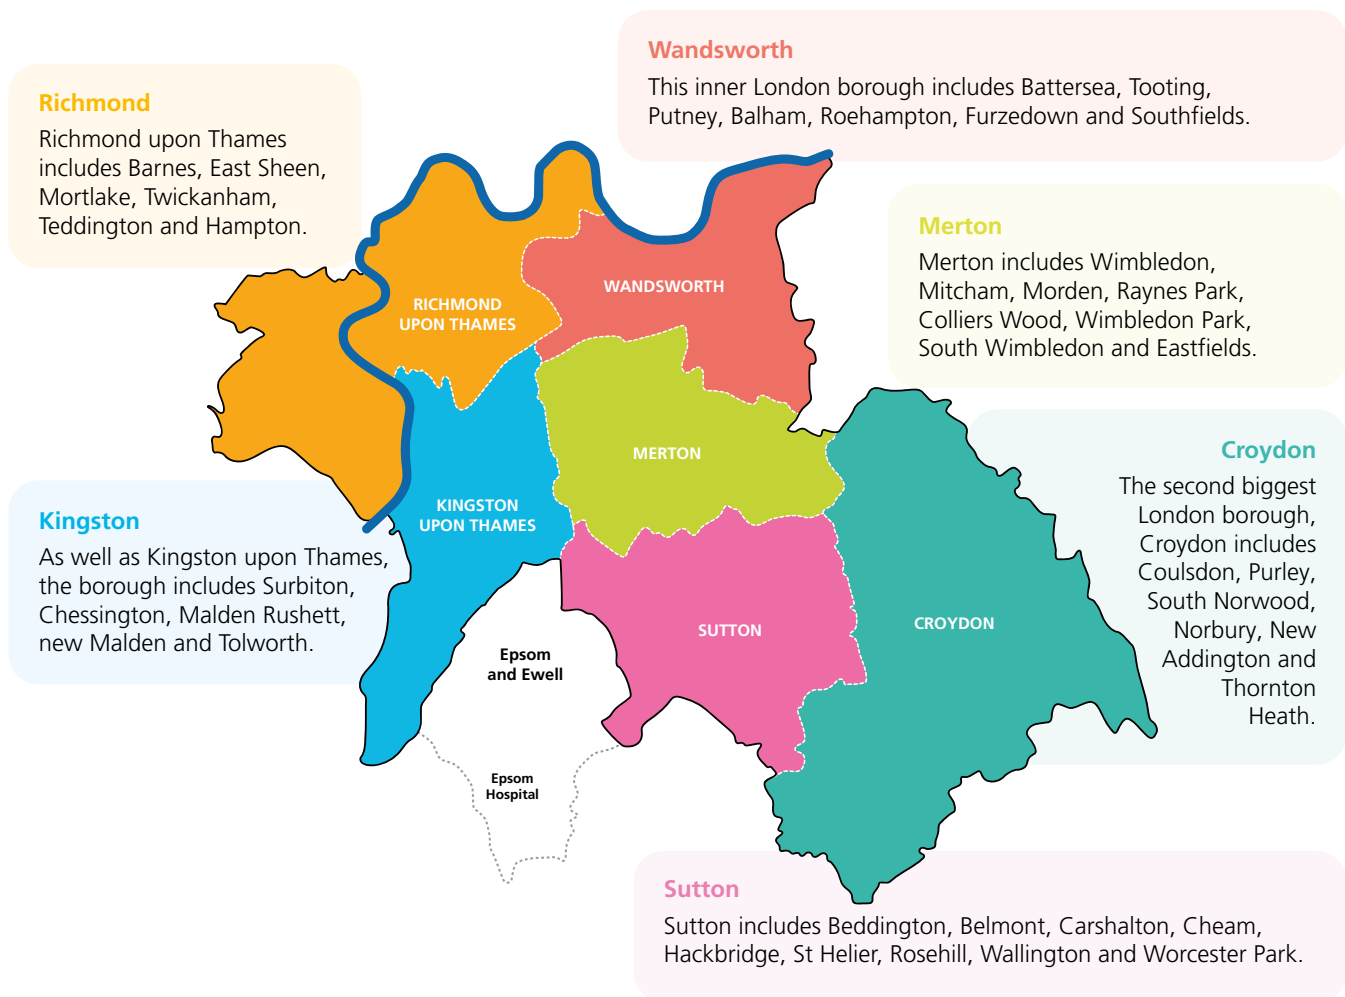 Wandsworth
This inner London borough includes Battersea, Tooting,
Putney, Balham, Roehampton, Furzedown and Southfields.
Richmond
Richmond upon Thames
includes Barnes, East Sheen,
Mortlake, Twickanham,
Teddington and Hampton.
Merton
Merton includes Wimbledon,
Mitcham, Morden, Raynes Park,
Colliers Wood, Wimbledon Park,
South Wimbledon and Eastfields.
WANDSWORTH
RICHMOND
UPON THAMES
MERTON
KINGSTON
UPON THAMES
SUTTON
CROYDON
Epsom
and Ewell
Epsom
Hospital
Croydon
The second biggest
London borough,
Croydon includes
Coulsdon, Purley,
South Norwood,
Norbury, New
Addington and
Thornton
Heath.
Kingston
As well as Kingston upon Thames,
the borough includes Surbiton,
Chessington, Malden Rushett,
new Malden and Tolworth.
Sutton
Sutton includes Beddington, Belmont, Carshalton, Cheam,
Hackbridge, St Helier, Rosehill, Wallington and Worcester Park.